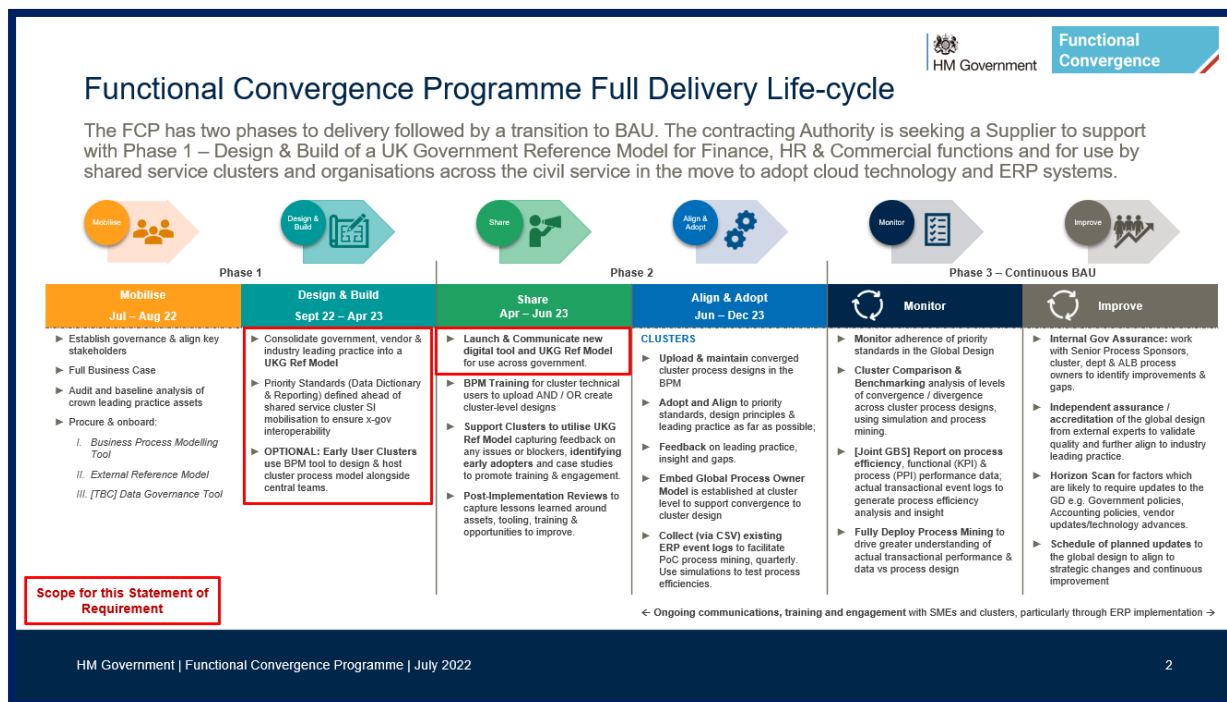 HM Government
Functional
Convergence
Functional Convergence Programme Full Delivery Life-cycle
The FCP has two phases to delivery followed by a transition to BAU. The contracting Authority is seeking a Supplier to support
with Phase 1 – Design & Build of a UK Government Reference Model for Finance, HR & Commercial functions and for use by
shared service clusters and organisations across the civil service in the move to adopt cloud technology and ERP systems.
Mobilise
Design &
Build
Share
Align &
Adopt
Monitor
Improve
Phase 1
Phase 2
Phase 3 – Continuous BAU
Mobilise
Jul – Aug 22
► Establish governance & align key
stakeholders
► Full Business Case
► Audit and baseline analysis of
crown leading practice assets
► Procure & onboard:
I. Business Process Modelling
Tool
II. External Reference Model
III. [TBC] Data Governance Tool
Design & Build
Sept 22 – Apr 23
► Consolidate government, vendor &
industry leading practice into a
UKG Ref Model
► Priority Standards (Data Dictionary
& Reporting) defined ahead of
shared service cluster SI
mobilisation to ensure x-gov
interoperability
► OPTIONAL: Early User Clusters
use BPM tool to design & host
cluster process model alongside
central teams.
Share
Apr – Jun 23
► Launch & Communicate new
digital tool and UKG Ref Model
for use across government.
► BPM Training for cluster technical
users to upload AND / OR create
cluster-level designs
► Support Clusters to utilise UKG
Ref Model capturing feedback on
any issues or blockers, identifying
early adopters and case studies
to promote training & engagement.
► Post-Implementation Reviews to
capture lessons learned around
assets, tooling, training &
opportunities to improve.
Align & Adopt
Jun – Dec 23
CLUSTERS
► Upload & maintain converged
cluster process designs in the
BPM
► Adopt and Align to priority
standards, design principles &
leading practice as far as possible;
► Feedback on leading practice,
insight and gaps.
► Embed Global Process Owner
Model is established at cluster
level to support convergence to
cluster design
► Collect (via CSV) existing
ERP event logs to facilitate
PoC process mining, quarterly.
Use simulations to test process
efficiencies.
Monitor
► Monitor adherence of priority
standards in the Global Design
► Cluster Comparison &
Benchmarking analysis of levels
of convergence / divergence
across cluster process designs,
using simulation and process
mining.
► [Joint GBS] Report on process
efficiency, functional (KPI) &
process (PPI) performance data;
actual transactional event logs to
generate process efficiency
analysis and insight
► Fully Deploy Process Mining to
drive greater understanding of
actual transactional performance &
data vs process design
Improve
► Internal Gov Assurance: work
with Senior Process Sponsors,
cluster, dept & ALB process
owners to identify improvements &
gaps.
► Independent assurance /
accreditation of the global design
from external experts to validate
quality and further align to industry
leading practice.
► Horizon Scan for factors which
are likely to require updates to the
GD e.g. Government policies,
Accounting policies, vendor
updates/technology advances.
► Schedule of planned updates to
the global design to align to
strategic changes and continuous
improvement
Scope for this Statement of
Requirement
← Ongoing communications, training and engagement with SMEs and clusters, particularly through ERP implementation →
HM Government | Functional Convergence Programme | July 2022
2